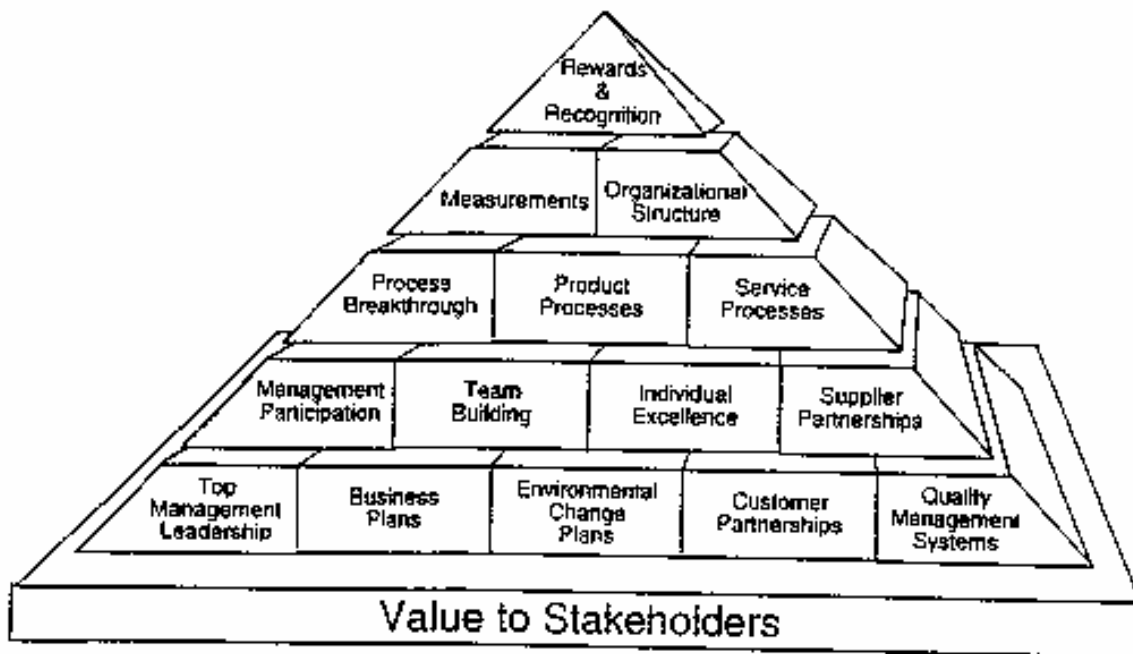 Rewards
&
Recognition
Measurements
Organizational
Structure
Process
Breakthrough
Product
Processes
Service
Processes
Management
Participation
Team
Building
Individual
Excellence
Supplier
Partnerships
Top
Management
Leadership
Business
Plans
Environmental
Change
Plans
Customer
Partnerships
Quality
Management
Systems
Value to Stakeholders